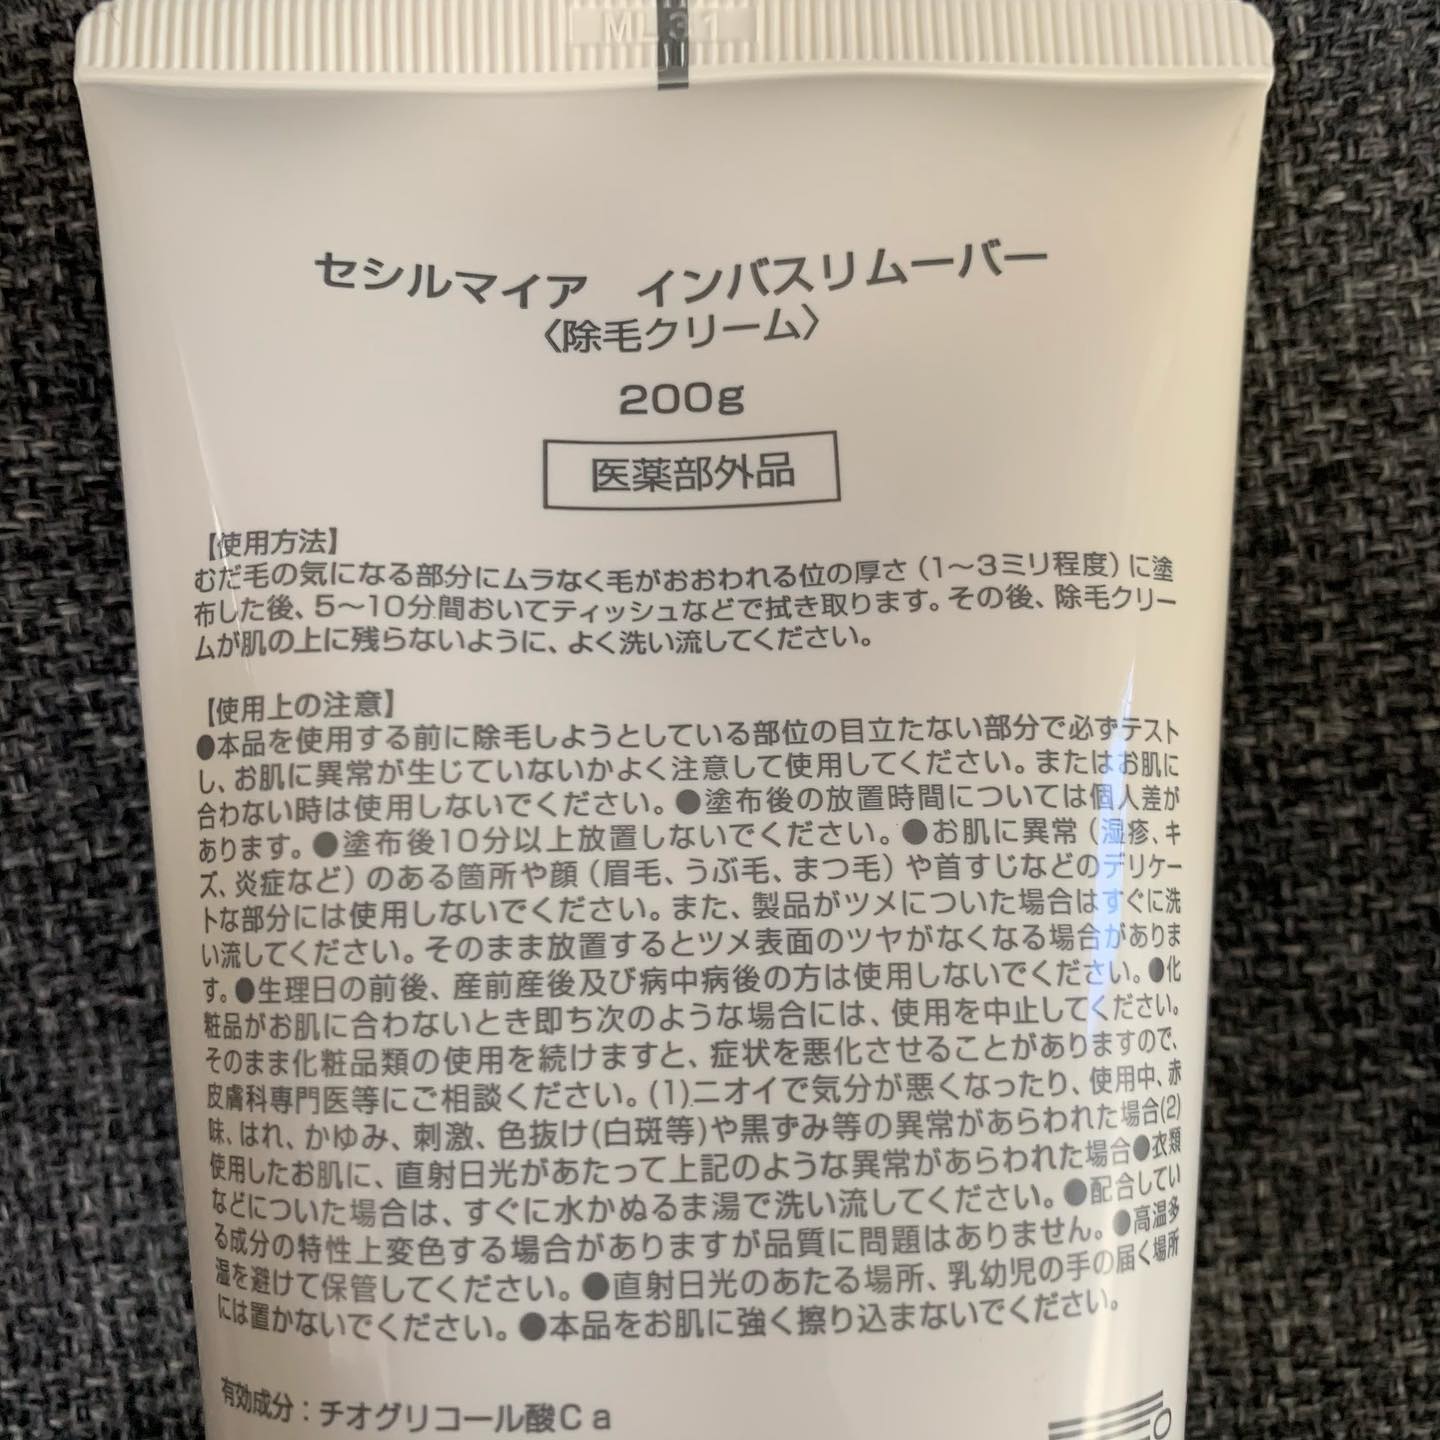 ML31
セシルマイア　インバスリムーバー
〈除毛クリーム〉
200g
医薬部外品
【使用方法】
むだ毛の気になる部分にムラなく毛がおおわれる位の厚さ（1〜3ミリ程度）に塗
布した後、5〜10分間おいてティッシュなどで拭き取ります。その後、除毛クリー
ムが肌の上に残らないように、よく洗い流してください。
【使用上の注意】
●本品を使用する前に除毛しようとしている部位の目立たない部分で必ずテスト
し、お肌に異常が生じていないかよく注意して使用してください。またはお肌に
合わない時は使用しないでください。●塗布後の放置時間については個人差が
あります。●塗布後10分以上放置しないでください。●お肌に異常（湿疹、キ
ズ、炎症など）のある箇所や顔（眉毛、うぶ毛、まつ毛）や首すじなどのデリケー
トな部分には使用しないでください。また、製品がツメについた場合はすぐに洗
い流してください。そのまま放置するとツメ表面のツヤがなくなる場合がありま
す。●生理日の前後、産前産後及び病中病後の方は使用しないでください。●化
粧品がお肌に合わないとき即ち次のような場合には、使用を中止してください。
そのまま化粧品類の使用を続けますと、症状を悪化させることがありますので、
皮膚科専門医等にご相談ください。(1)ニオイで気分が悪くなったり、使用中、赤
味、はれ、かゆみ、刺激、色抜け(白斑等)や黒ずみ等の異常があらわれた場合(2)
使用したお肌に、直射日光があたって上記のような異常があらわれた場合●衣類
などについた場合は、すぐに水かぬるま湯で洗い流してください。●配合してい
る成分の特性上変色する場合がありますが品質に問題はありません。●高温多
湿を避けて保管してください。●直射日光のあたる場所、乳幼児の手の届く場所
には置かないでください。●本品をお肌に強く擦り込まないでください。
有効成分：チオグリコール酸Ca